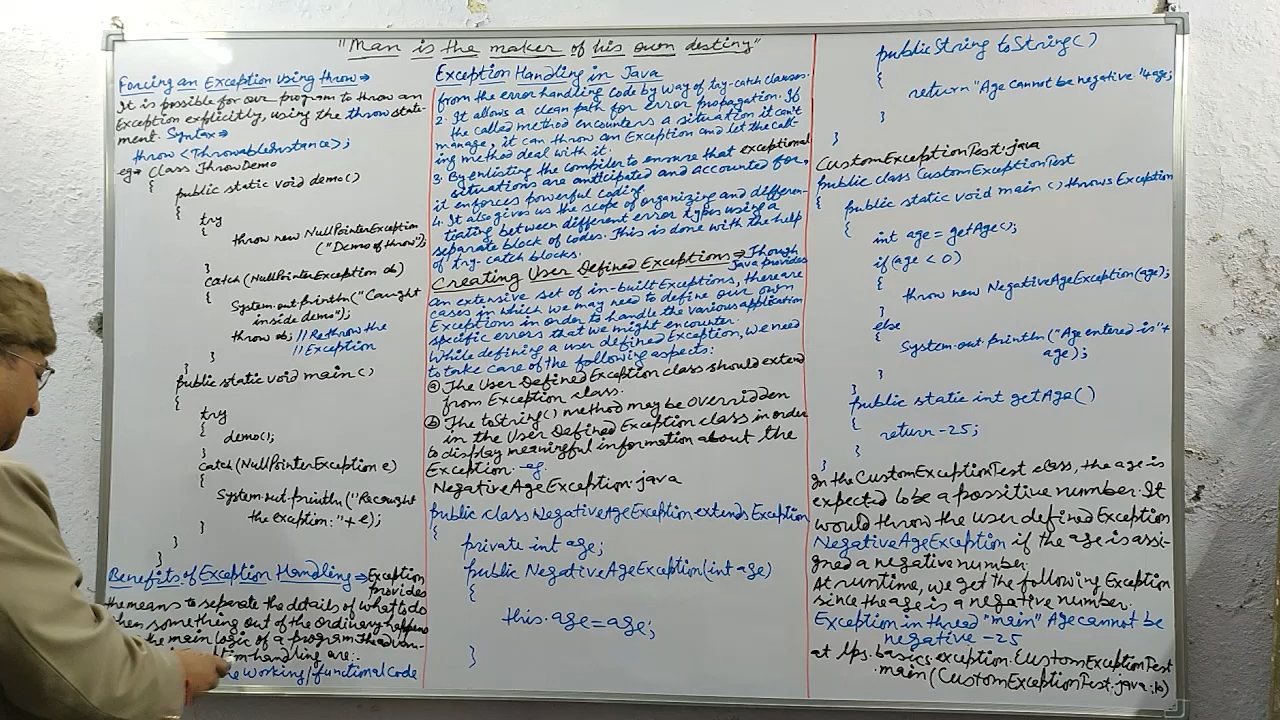 "Man is the maker of his own destiny"
Forcing an Exception Using throw⇒
It is possible for our program to throw an
Exception explicitly, using the throw state-
ment. Syntax⇒
throw <ThrowableInstance>;
eg→ Class ThrowDemo
{
public static void demo()
{
try
{
throw new NullPointerException
("Demo of throw");
}
catch(NullPointerException ob)
{
System.out.println("Caught
inside demo");
throw ob; //Rethrow the
//Exception
}
}
public static void main()
{
try
{
demo();
}
catch(NullPointerException e)
{
System.out.println("Recaught
the exception:"+e);
}
}
}
Benefits of Exception Handling⇒Exception
provides
the means to separate the details of what to do
when something out of the ordinary happens
the main logic of a program. The advan-
handling are:-
working/functional Code
Exception Handling in Java
from the error handling Code by way of try-catch clauses.
2. It allows a clean path for error propagation. If
the called method encounters a situation it can't
manage, it can throw an Exception and let the call-
ing method deal with it.
3. By enlisting the compiler to ensure that exceptional
situations are anticipated and accounted for,
it enforces powerful coding
4. It also gives us the scope of organizing and differen-
tiating between different error types using a
separate block of codes. This is done with the help
of try-catch blocks.
Creating User Defined Exceptions⇒Though
Java provides
an extensive set of in-built Exceptions, there are
cases in which we may need to define our own
Exceptions in order to handle the various application
specific errors that we might encounter.
While defining a user defined Exception, we need
to take care of the following aspects:
(a) The User Defined Exception class should extend
from Exception class.
(b) The toString() method may be overridden
in the User Defined Exception class in order
to display meaningful information about the
Exception. eg.
NegativeAgeException.java
public class NegativeAgeException extends Exception
{
private int age;
public NegativeAgeException(int age)
{
this.age=age;
}
public String toString()
{
return "Age Cannot be negative "+age;
}
}
CustomExceptionTest.java
public class CustomExceptionTest
{
public static void main () throws Exception
{
int age=getAge();
if(age < 0)
{
throw new NegativeAgeException(age);
}
else
{
System.out.println("Age entered is"+
age);
}
}
public static int getAge()
{
return -25;
}
}
In the CustomExceptionTest class, the age is
expected to be a possitive number. It
would throw the user defined Exception
NegativeAgeException if the age is assi-
gned a negative number.
At runtime, we get the following Exception
since the age is a negative number.
Exception in thread "main" Age cannot be
negative -25
at lps.basics.exception.CustomExceptionTest
.main(CustomExceptionTest.java: